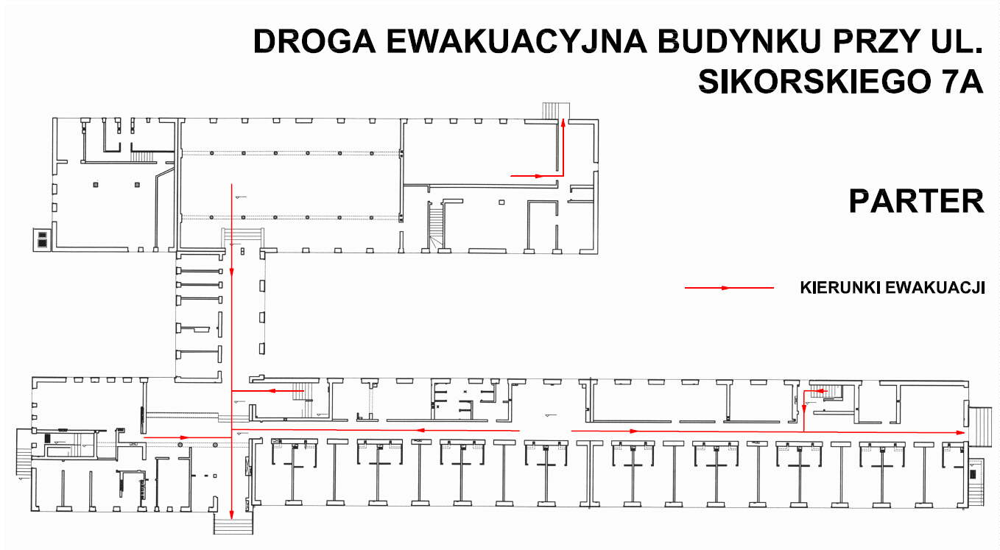 DROGA EWAKUACYJNA BUDYNKU PRZY UL.
SIKORSKIEGO 7A
PARTER
KIERUNKI EWAKUACJI